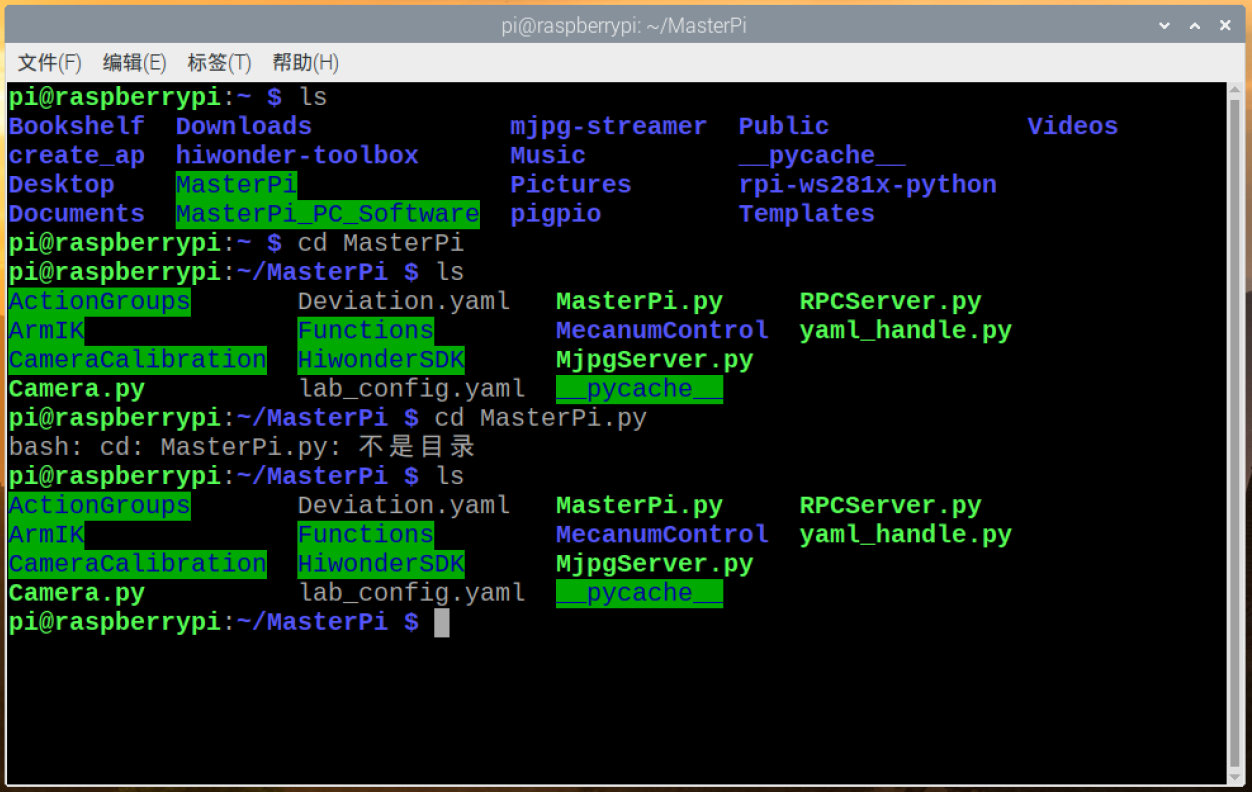 pi@raspberrypi: ~/MasterPi
文件(F) 编辑(E) 标签(T) 帮助(H)
pi@raspberrypi:~ $ ls
Bookshelf Downloads mjpg-streamer Public Videos
create_ap hiwonder-toolbox Music __pycache__
Desktop MasterPi Pictures rpi-ws281x-python
Documents MasterPi_PC_Software pigpio Templates
pi@raspberrypi:~ $ cd MasterPi
pi@raspberrypi:~/MasterPi $ ls
ActionGroups Deviation.yaml MasterPi.py RPCServer.py
ArmIK Functions MecanumControl yaml_handle.py
CameraCalibration HiwonderSDK MjpgServer.py
Camera.py lab_config.yaml __pycache__
pi@raspberrypi:~/MasterPi $ cd MasterPi.py
bash: cd: MasterPi.py: 不是目录
pi@raspberrypi:~/MasterPi $ ls
ActionGroups Deviation.yaml MasterPi.py RPCServer.py
ArmIK Functions MecanumControl yaml_handle.py
CameraCalibration HiwonderSDK MjpgServer.py
Camera.py lab_config.yaml __pycache__
pi@raspberrypi:~/MasterPi $